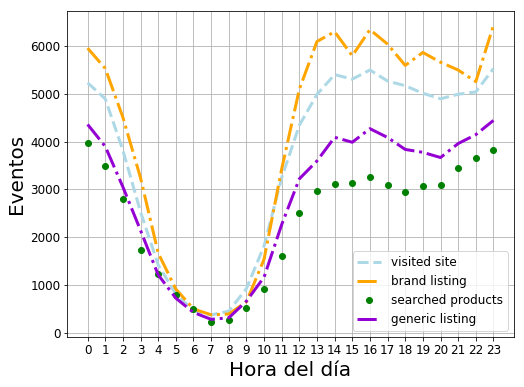 Eventos
6000
5000
4000
3000
2000
1000
0
visited site
brand listing
searched products
generic listing
0 1 2 3 4 5 6 7 8 9 10 11 12 13 14 15 16 17 18 19 20 21 22 23
Hora del día